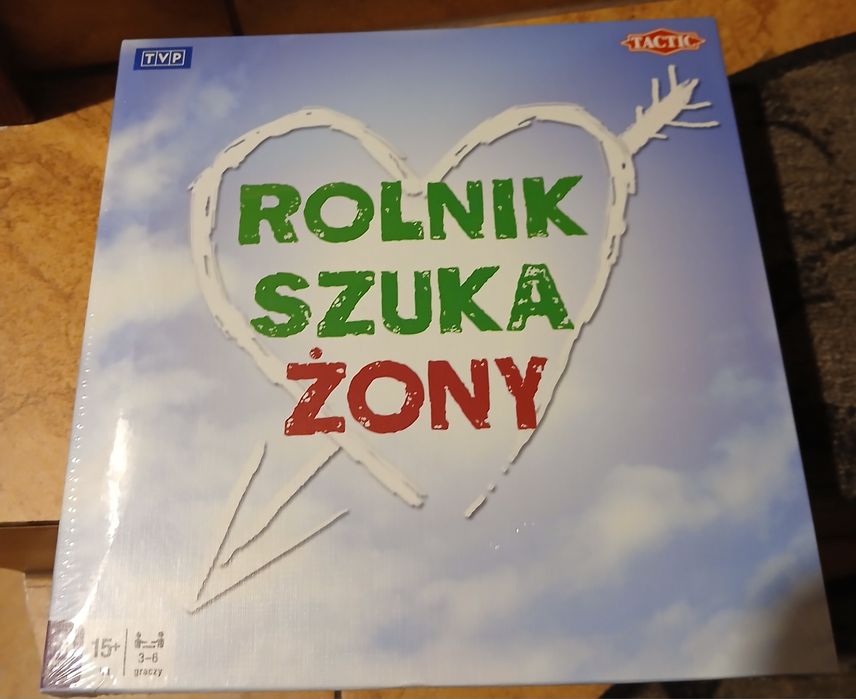 TVP
TACTIC
ROLNIK
SZUKA
ŻONY
15+
3-6
graczy